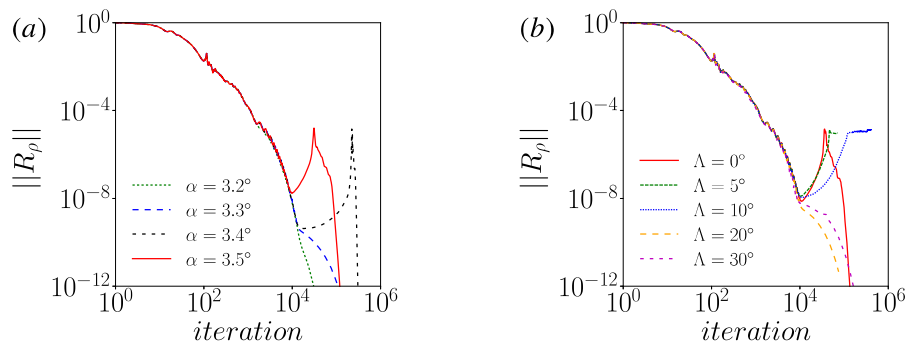 (a)
10^0
10^-4
10^-8
10^-12
||R_ρ||
α = 3.2°
α = 3.3°
α = 3.4°
α = 3.5°
10^0 10^2 10^4 10^6
iteration
(b)
10^0
10^-4
10^-8
10^-12
||R_ρ||
Λ = 0°
Λ = 5°
Λ = 10°
Λ = 20°
Λ = 30°
10^0 10^2 10^4 10^6
iteration